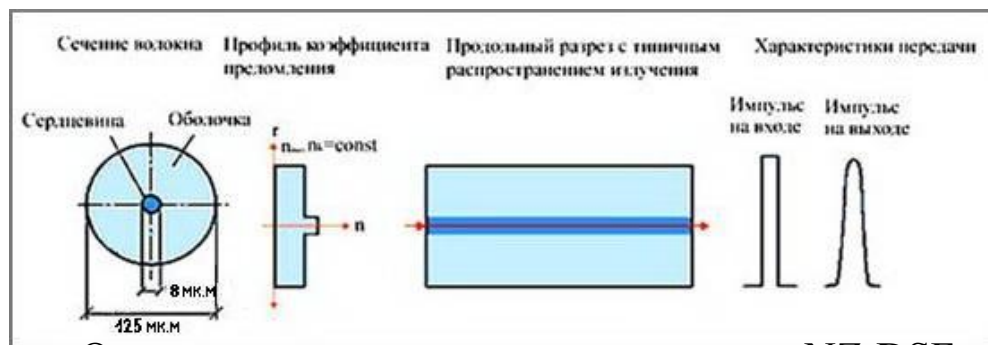 Сечение волокна
Профиль коэффициента
преломления
Продольный разрез с типичным
распространением излучения
Характеристики передачи
Сердцевина
Оболочка
r
n
=const
n
Импульс
на входе
Импульс
на выходе
8 мк.м
125 мк.м